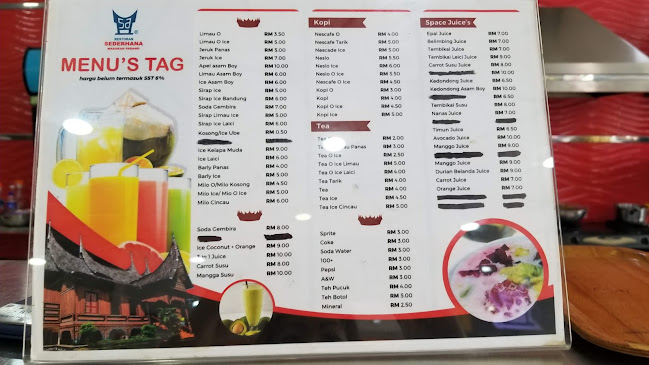 RESTORAN
SEDERHANA
MASAKAN PADANG
MENU'S TAG
harga belum termasuk SST 6%
Limau O RM 3.50
Limau O Ice RM 5.00
Jeruk Panas RM 5.00
Jeruk Ice RM 7.00
Apel asam Boy RM 10.00
Limau Asam Boy RM 6.00
Ice Asam Boy RM 6.00
Sirap Ice RM 5.00
Sirap Ice Bandung RM 6.00
Soda Gembira RM 8.00
Sirap Limau Ice RM 5.00
Sirap Ice Laici RM 6.00
Kosong/Ice Ube RM 0.50
Ice Kelapa Muda RM 9.00
Ice Laici RM 6.00
Barly Panas RM 4.00
Barly Ice RM 5.00
Milo O/Milo Kosong RM 4.50
Milo Ice/ Milo O Ice RM 5.00
Milo Cincau RM 6.00
Soda Gembira RM 8.00
Ice Coconut + Orange RM 9.00
1 Juice RM 10.00
Carrot Susu RM 8.00
Mangga Susu RM 10.00
Kopi
Nescafe O RM 4.00
Nescafe Tarik RM 5.00
Nescade Ice RM 5.00
Neslo RM 5.00
Neslo Ice RM 6.00
Neslo O Ice RM 5.50
Nescafe O Ice RM 4.50
Kopi O RM 3.00
Kopi RM 4.00
Kopi O Ice RM 4.50
Kopi Ice RM 5.00
Tea
RM 2.00
Panas RM 3.00
Tea O Ice RM 2.50
Tea O Ice Limau RM 5.00
Tea O Ice Laici RM 6.00
Tea Tarik RM 4.00
Tea RM 4.00
Tea Ice RM 4.50
Tea Ice Cincau RM 5.00
Sprite RM 3.00
Coke RM 3.00
Soda Water RM 3.00
100+ RM 3.00
Pepsi RM 3.00
A&W RM 3.00
Teh Pucuk RM 4.00
Teh Botol RM 5.00
Mineral RM 2.50
Space Juice's
Epal Juice RM 7.00
Belimbing Juice RM 7.00
Tembikai Juice RM 7.00
Tembikai Leici Juice RM 9.00
Carrot Susu Juice RM 8.00
RM 10.00
Kedondong Juice RM 6.50
Kedondong Asam Boy RM 10.00
Tembikai Susu RM 8.00
Nanas Juice RM 7.00
Timun Juice RM 6.50
Avocado Juice RM 10.00
Manggo Juice RM 9.00
Manggo Juice RM 9.00
Durian Belanda Juice RM 9.00
Carrot Juice RM 7.00
Orange Juice RM 7.00